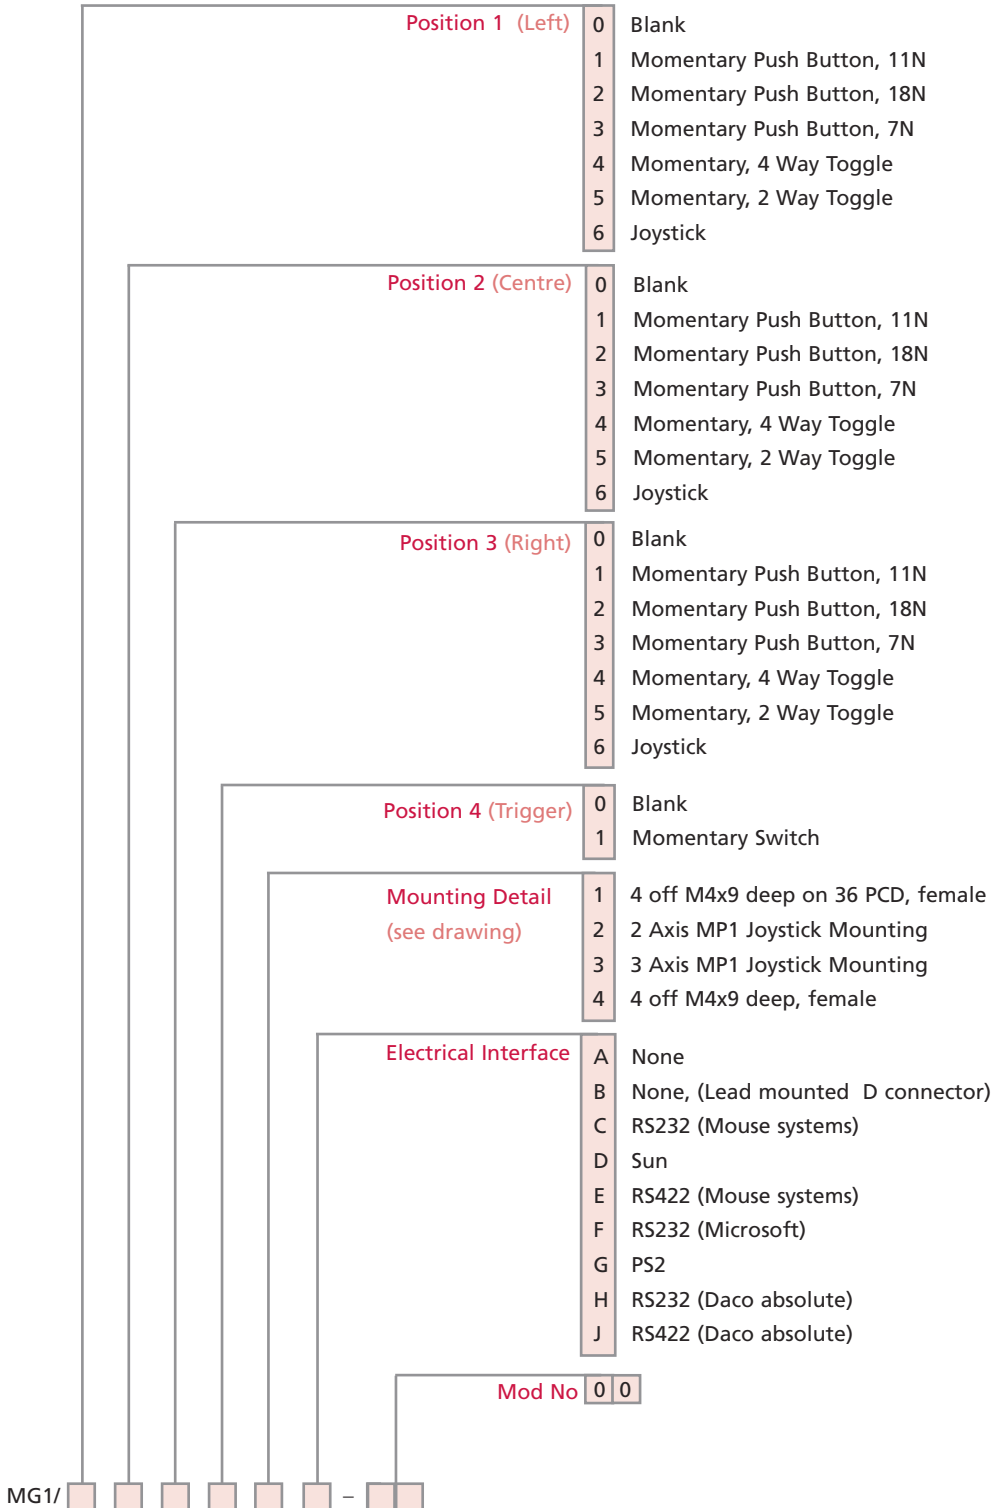 Position 1 (Left) 0 Blank
1 Momentary Push Button, 11N
2 Momentary Push Button, 18N
3 Momentary Push Button, 7N
4 Momentary, 4 Way Toggle
5 Momentary, 2 Way Toggle
6 Joystick
Position 2 (Centre) 0 Blank
1 Momentary Push Button, 11N
2 Momentary Push Button, 18N
3 Momentary Push Button, 7N
4 Momentary, 4 Way Toggle
5 Momentary, 2 Way Toggle
6 Joystick
Position 3 (Right) 0 Blank
1 Momentary Push Button, 11N
2 Momentary Push Button, 18N
3 Momentary Push Button, 7N
4 Momentary, 4 Way Toggle
5 Momentary, 2 Way Toggle
6 Joystick
Position 4 (Trigger) 0 Blank
1 Momentary Switch
Mounting Detail 1 4 off M4x9 deep on 36 PCD, female
(see drawing) 2 2 Axis MP1 Joystick Mounting
3 3 Axis MP1 Joystick Mounting
4 4 off M4x9 deep, female
Electrical Interface A None
B None, (Lead mounted D connector)
C RS232 (Mouse systems)
D Sun
E RS422 (Mouse systems)
F RS232 (Microsoft)
G PS2
H RS232 (Daco absolute)
J RS422 (Daco absolute)
Mod No 0 0
MG1/ –